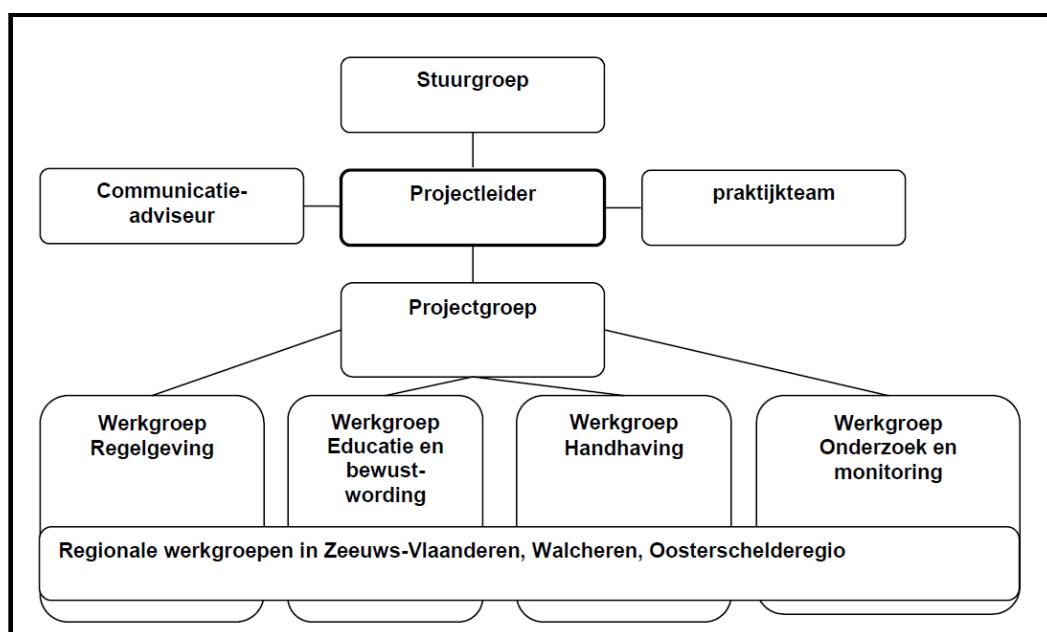 Stuurgroep
Communicatie-
adviseur
Projectleider
praktijkteam
Projectgroep
Werkgroep
Regelgeving
Werkgroep
Educatie en
bewust-
wording
Werkgroep
Handhaving
Werkgroep
Onderzoek en
monitoring
Regionale werkgroepen in Zeeuws-Vlaanderen, Walcheren, Oosterschelderegio